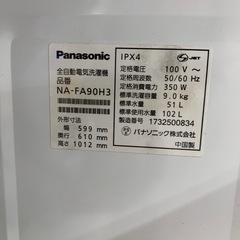 Panasonic
全自動電気洗濯機
品番
NA-FA90H3
外形寸法
幅 599 mm
奥行 610 mm
高さ 1012 mm
IPX4
JET
定格電圧 100 V~
定格周波数 50/60 Hz
定格消費電力 350 W
標準洗濯容量 9.0 kg
標準水量 51 L
標準使用水量 102 L
パナソニック株式会社
中国製
1732500834